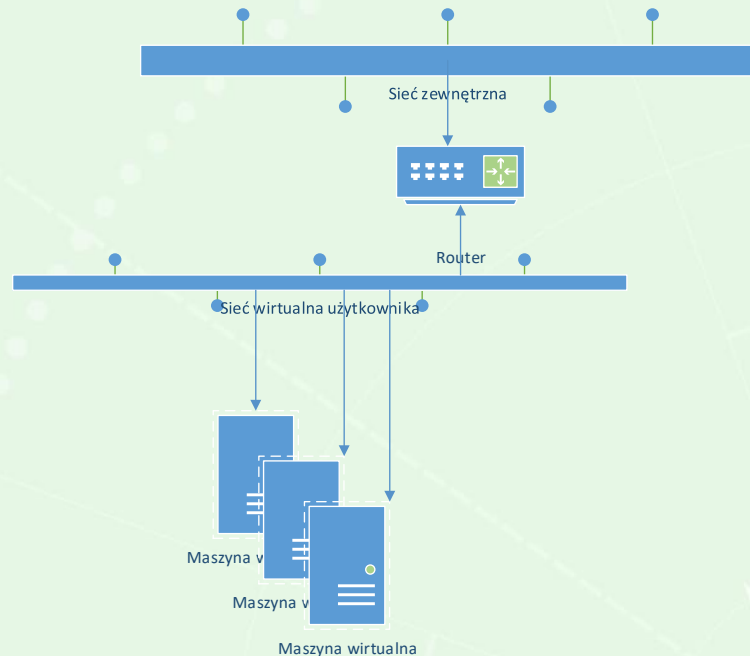 Sieć zewnętrzna
Router
Sieć wirtualna użytkownika
Maszyna
Maszyna
Maszyna wirtualna